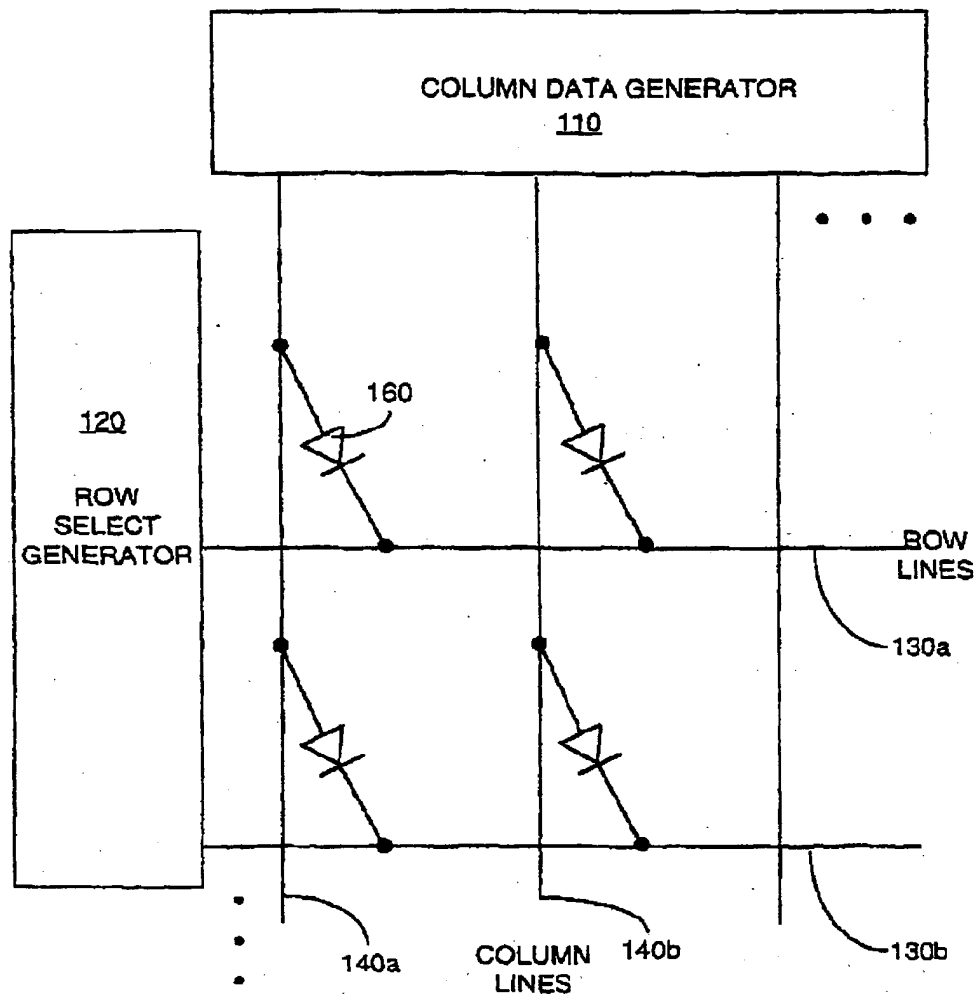 COLUMN DATA GENERATOR
110
160
120
ROW
SELECT
GENERATOR
ROW
LINES
130a
140a
COLUMN
LINES
140b
130b